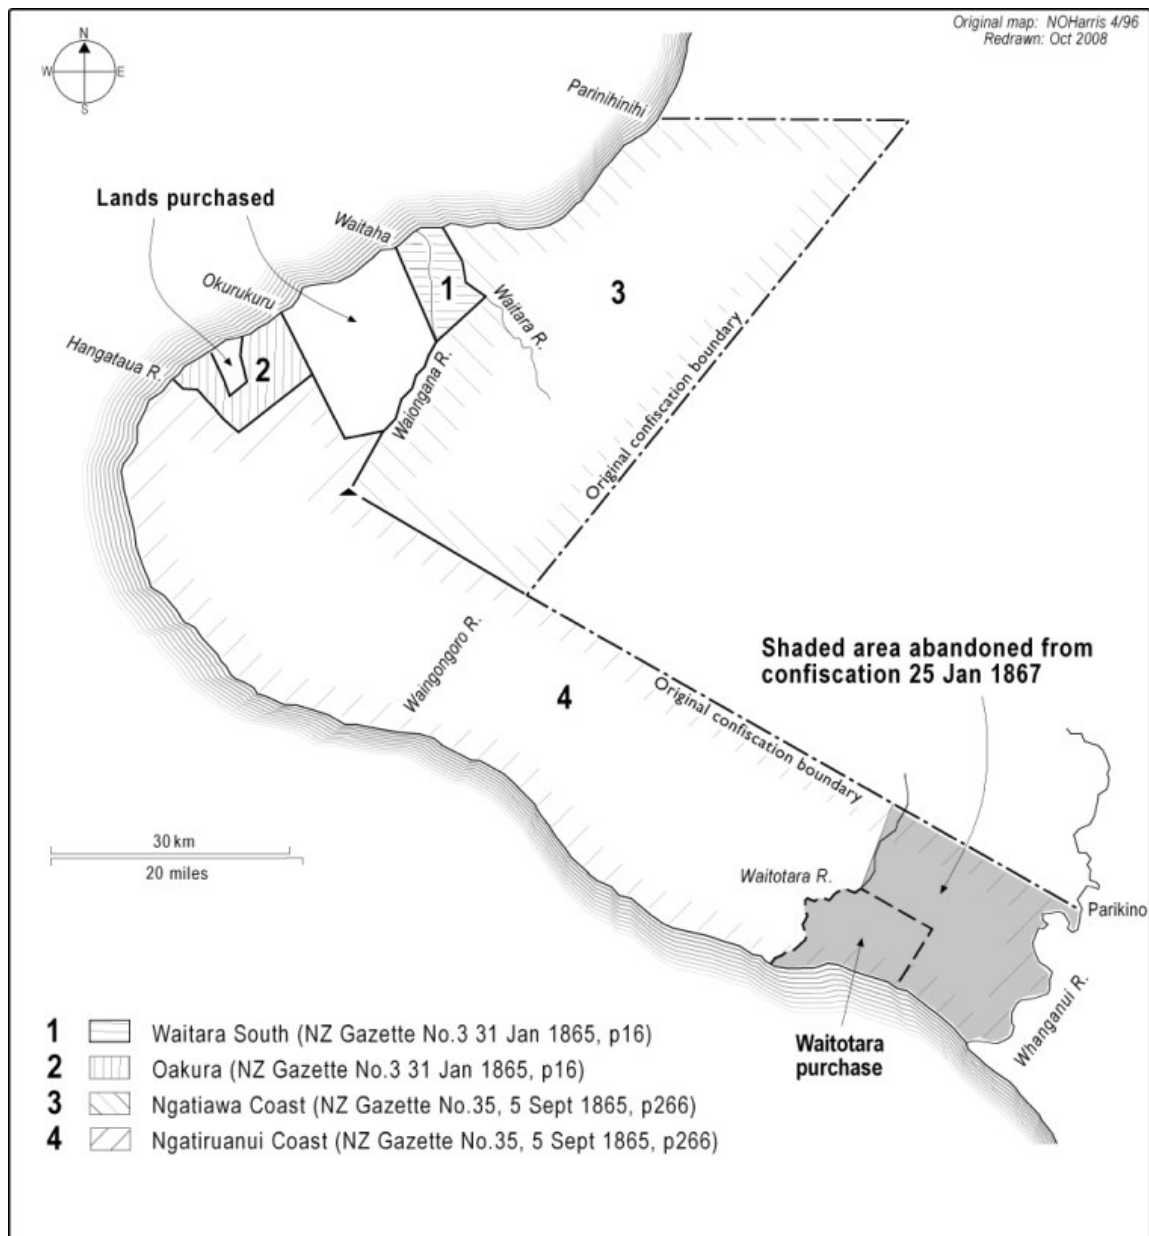 Original map: NOHarris 4/96
Redrawn: Oct 2008
N
W
E
S
Parinihinihi
Lands purchased
Waitaha
Okurukuru
1
3
Waitara R.
Hangataua R.
2
Waiongana R.
Original confiscation boundary
Waingongoro R.
Shaded area abandoned from
confiscation 25 Jan 1867
4
Original confiscation boundary
30 km
20 miles
Waitotara R.
Parikino
Waitotara
purchase
Whanganui R.
1 Waitara South (NZ Gazette No.3 31 Jan 1865, p16)
2 Oakura (NZ Gazette No.3 31 Jan 1865, p16)
3 Ngatiawa Coast (NZ Gazette No.35, 5 Sept 1865, p266)
4 Ngatiruanui Coast (NZ Gazette No.35, 5 Sept 1865, p266)